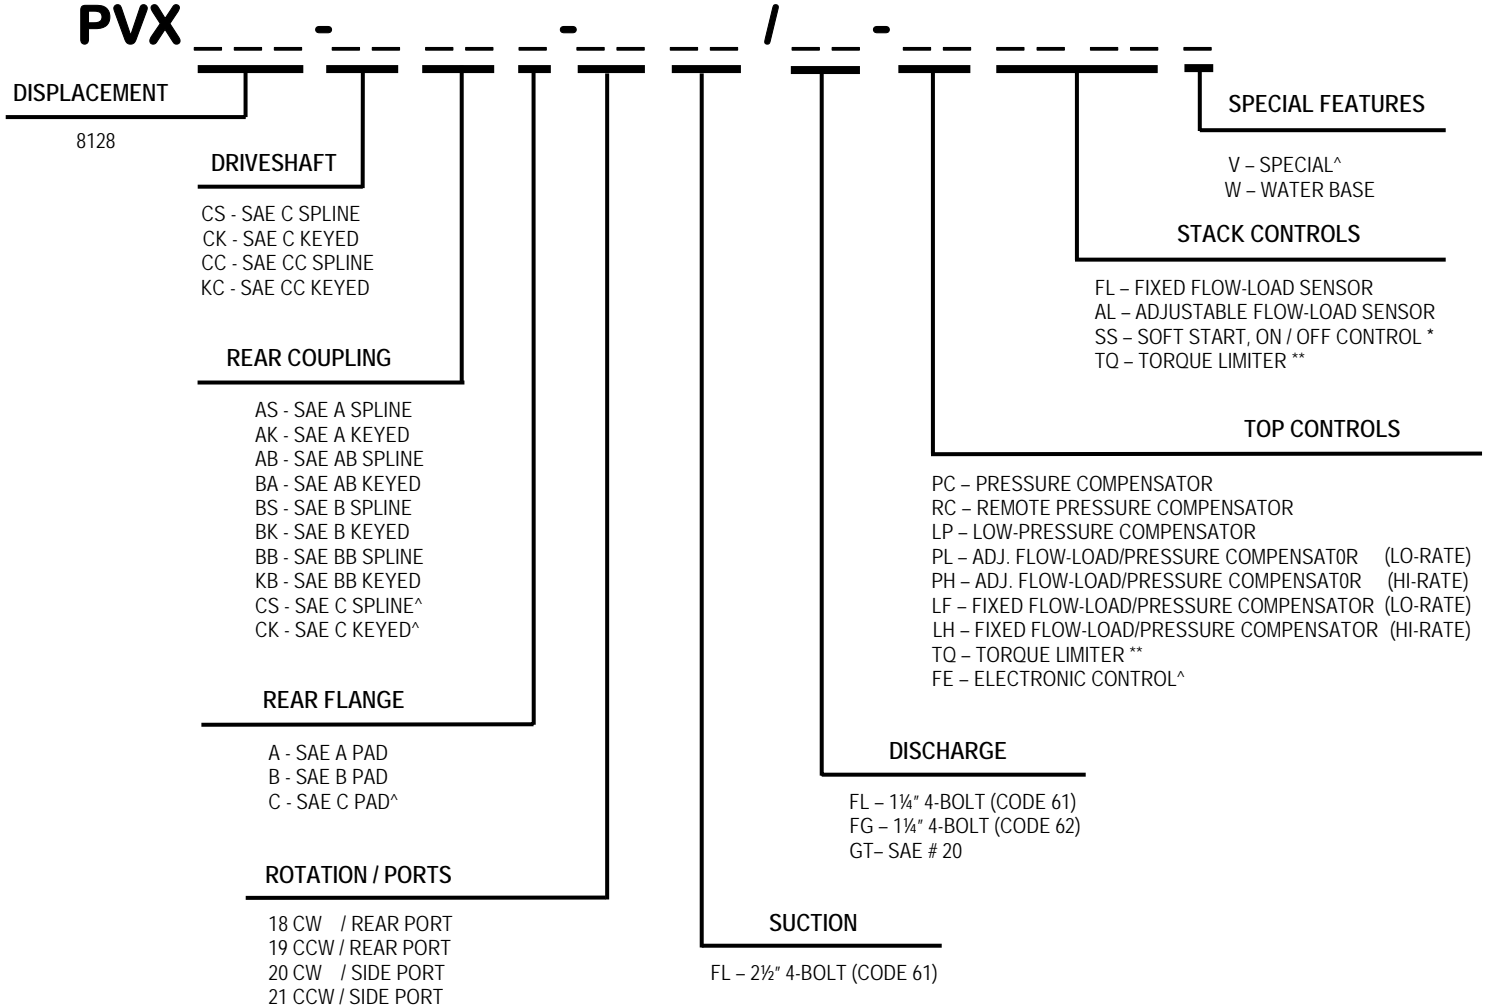 PVX _ _ _ _ - _ _ _ _ _ - _ _ _ _ / _ _ - _ _ _ _ _ _ _
DISPLACEMENT
8128
DRIVESHAFT
CS - SAE C SPLINE
CK - SAE C KEYED
CC - SAE CC SPLINE
KC - SAE CC KEYED
REAR COUPLING
AS - SAE A SPLINE
AK - SAE A KEYED
AB - SAE AB SPLINE
BA - SAE AB KEYED
BS - SAE B SPLINE
BK - SAE B KEYED
BB - SAE BB SPLINE
KB - SAE BB KEYED
CS - SAE C SPLINE^
CK - SAE C KEYED^
REAR FLANGE
A - SAE A PAD
B - SAE B PAD
C - SAE C PAD^
ROTATION / PORTS
18 CW / REAR PORT
19 CCW / REAR PORT
20 CW / SIDE PORT
21 CCW / SIDE PORT
SUCTION
FL – 2½" 4-BOLT (CODE 61)
DISCHARGE
FL – 1¼" 4-BOLT (CODE 61)
FG – 1¼" 4-BOLT (CODE 62)
GT– SAE # 20
TOP CONTROLS
PC – PRESSURE COMPENSATOR
RC – REMOTE PRESSURE COMPENSATOR
LP – LOW-PRESSURE COMPENSATOR
PL – ADJ. FLOW-LOAD/PRESSURE COMPENSAT0R (LO-RATE)
PH – ADJ. FLOW-LOAD/PRESSURE COMPENSAT0R (HI-RATE)
LF – FIXED FLOW-LOAD/PRESSURE COMPENSATOR (LO-RATE)
LH – FIXED FLOW-LOAD/PRESSURE COMPENSATOR (HI-RATE)
TQ – TORQUE LIMITER **
FE – ELECTRONIC CONTROL^
STACK CONTROLS
FL – FIXED FLOW-LOAD SENSOR
AL – ADJUSTABLE FLOW-LOAD SENSOR
SS – SOFT START, ON / OFF CONTROL *
TQ – TORQUE LIMITER **
SPECIAL FEATURES
V – SPECIAL^
W – WATER BASE